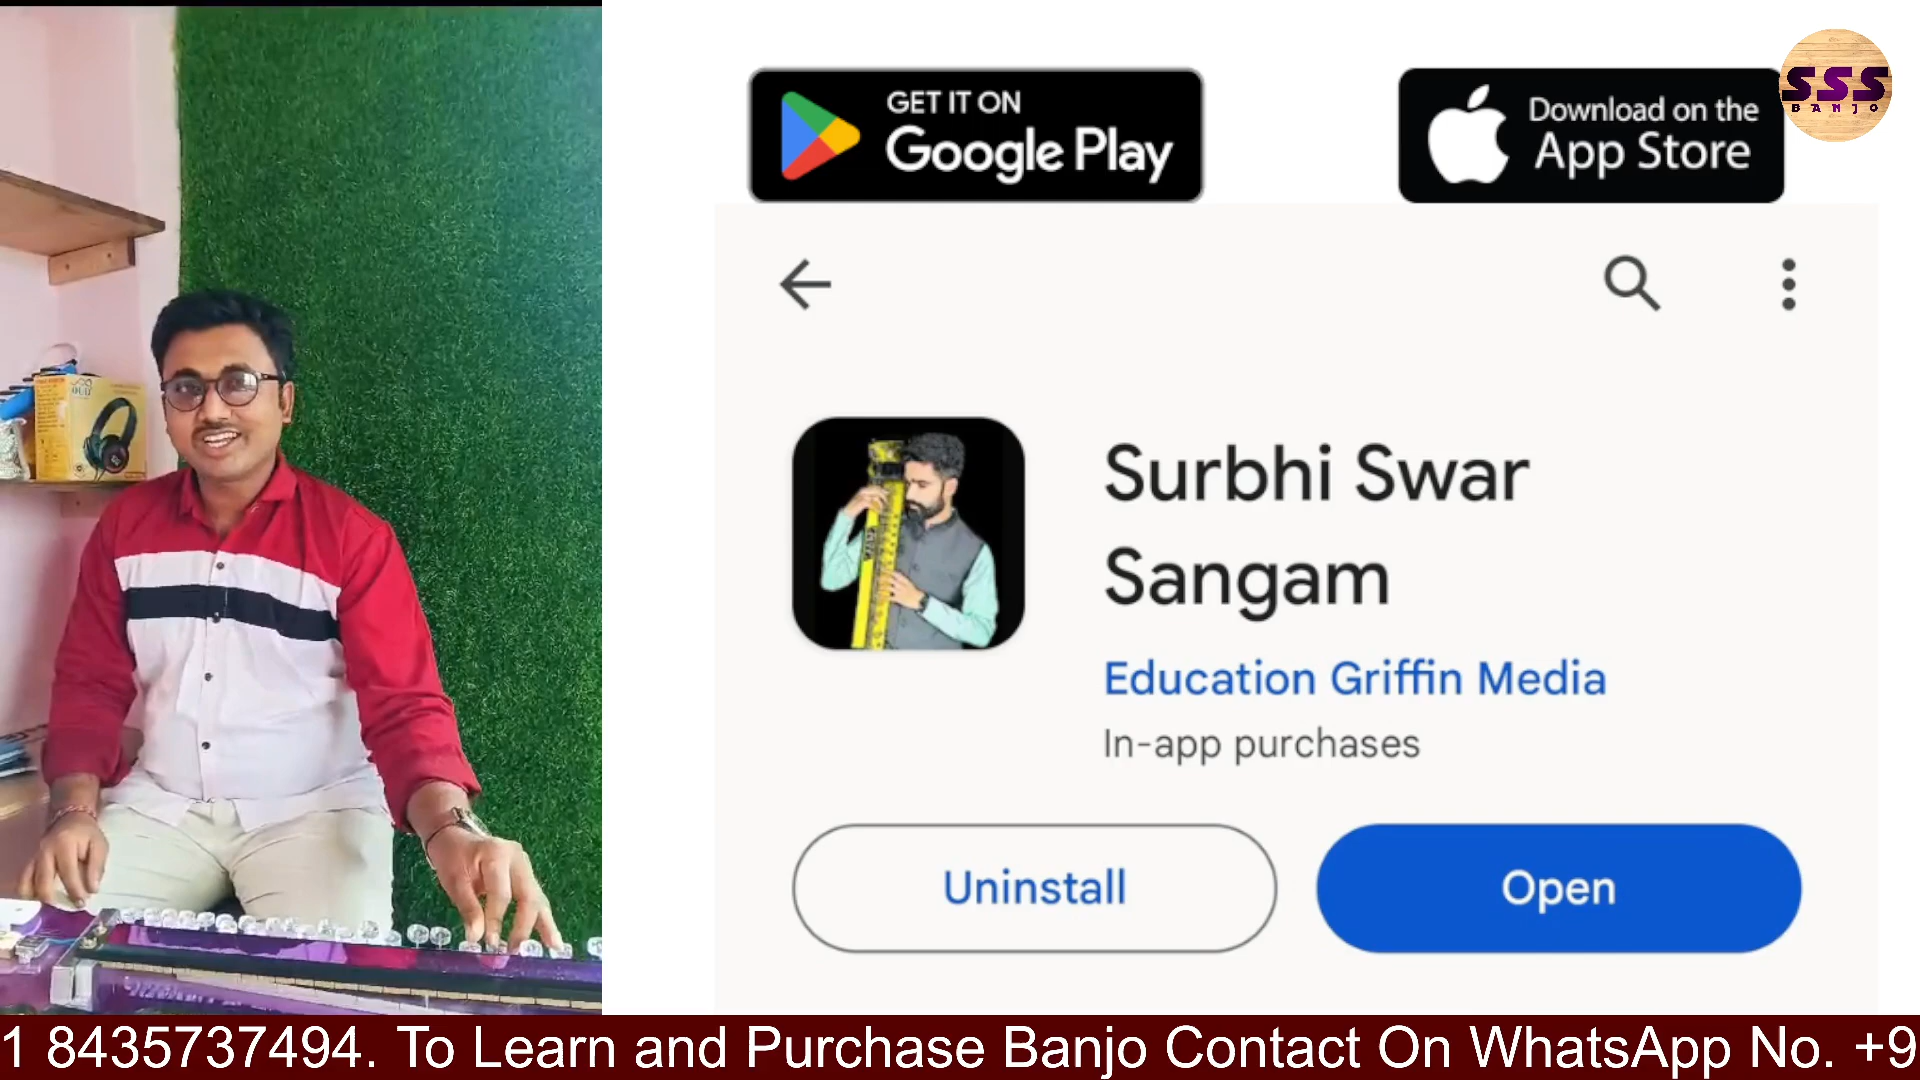 GET IT ON
Google Play
Download on the
App Store
SSS
BANJO
Surbhi Swar
Sangam
Education Griffin Media
In-app purchases
Uninstall
Open
1 8435737494. To Learn and Purchase Banjo Contact On WhatsApp No. +9